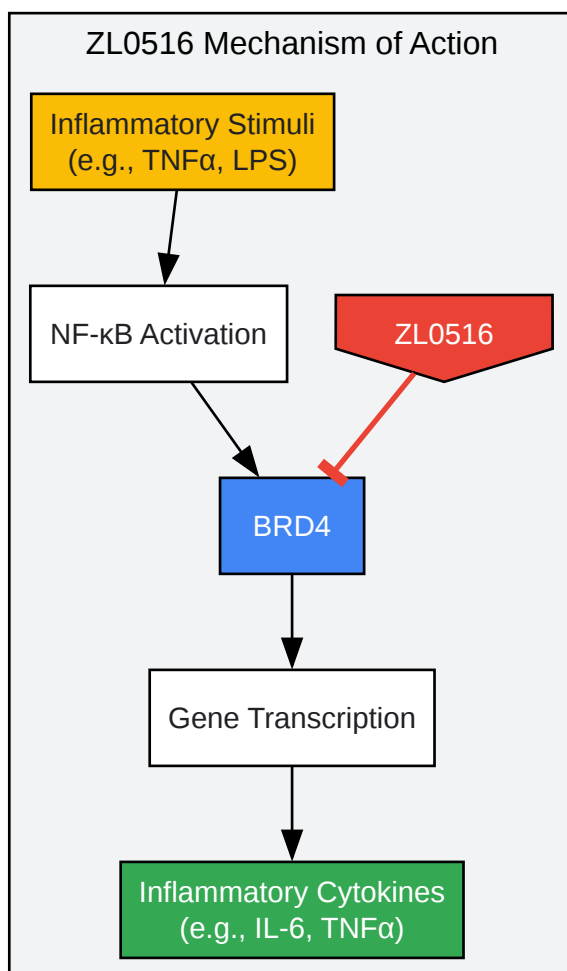 ZL0516 Mechanism of Action
Inflammatory Stimuli
(e.g., TNFα, LPS)
NF-κB Activation
ZL0516
BRD4
Gene Transcription
Inflammatory Cytokines
(e.g., IL-6, TNFα)